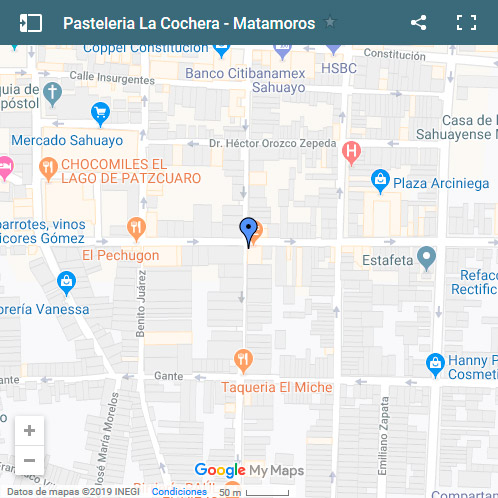 Pasteleria La Cochera - Matamoros
Coppel Constitución
Constitución
HSBC
Calle Insurgentes
Banco Citibanamex
Sahuayo
quia de
póstol
Mercado Sahuayo
Casa de l
Sahuayense M
Dr. Héctor Orozco Zepeda
CHOCOMILES EL
LAGO DE PATZCUARO
Plaza Arciniega
barrotes, vinos
icores Gómez
El Pechugon
Estafeta
Refac
Rectific
Benito Juárez
brería Vanessa
Hanny P
Cosmeti
Gante
Gante
Taqueria El Miche
José María Morelos
Emiliano Zapata
Compartam
+
−
Google My Maps
Datos de mapas ©2019 INEGI
Condiciones
50 m